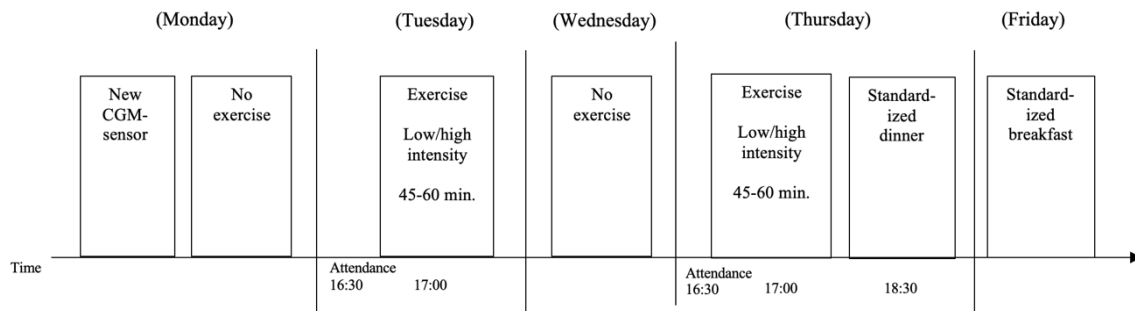 (Monday)
(Tuesday)
(Wednesday)
(Thursday)
(Friday)
New
CGM-
sensor
No
exercise
Exercise
Low/high
intensity
45-60 min.
No
exercise
Exercise
Low/high
intensity
45-60 min.
Standard-
ized
dinner
Standard-
ized
breakfast
Time
Attendance
16:30
17:00
Attendance
16:30
17:00
18:30